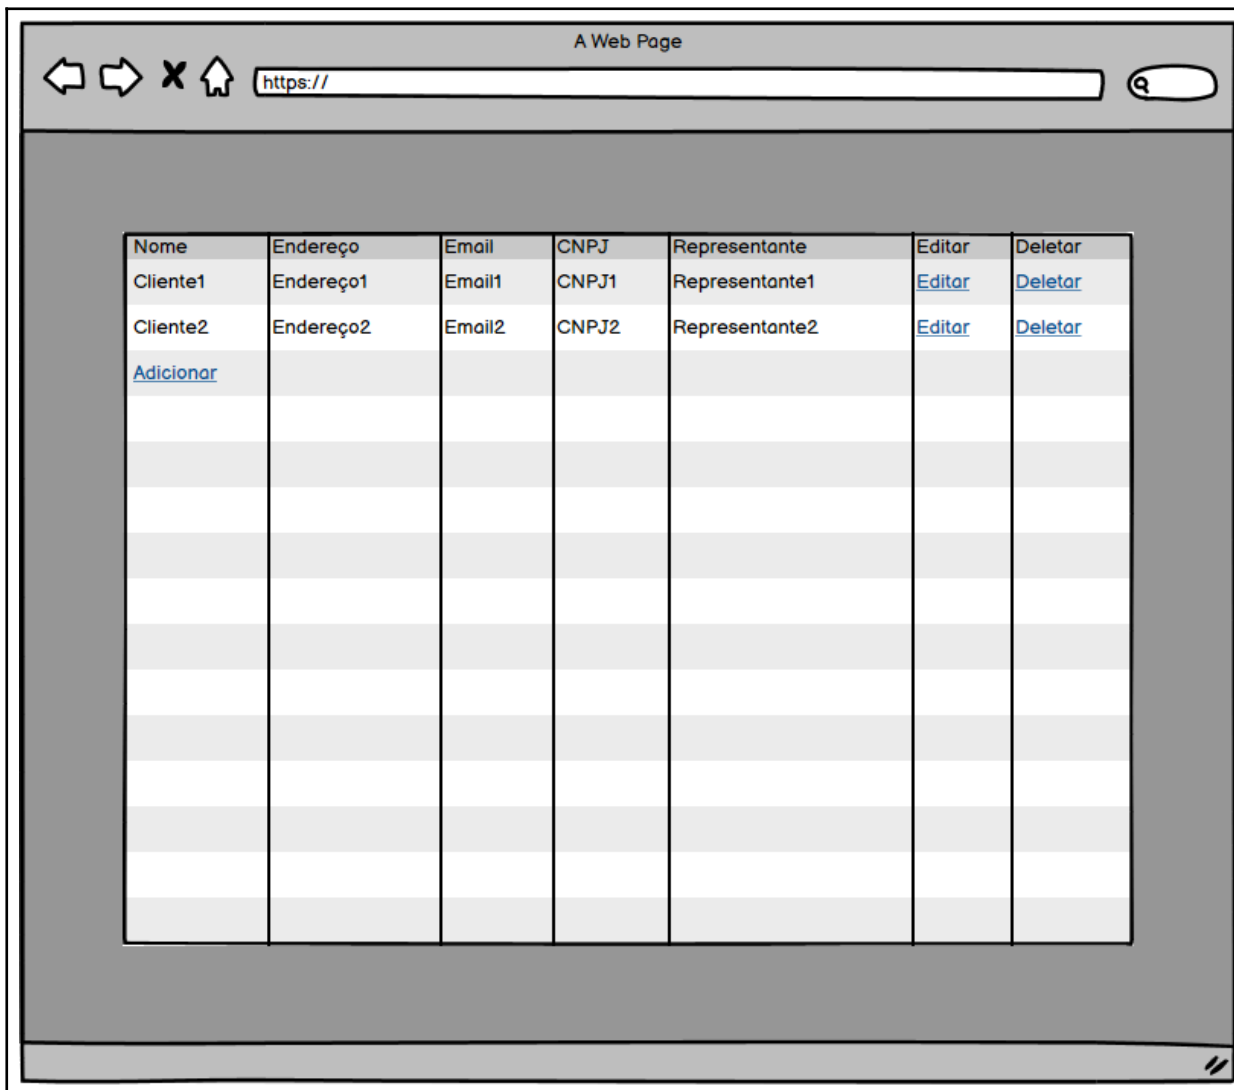 A Web Page
https://
Nome Endereço Email CNPJ Representante Editar Deletar
Cliente1 Endereço1 Email1 CNPJ1 Representante1 Editar Deletar
Cliente2 Endereço2 Email2 CNPJ2 Representante2 Editar Deletar
Adicionar